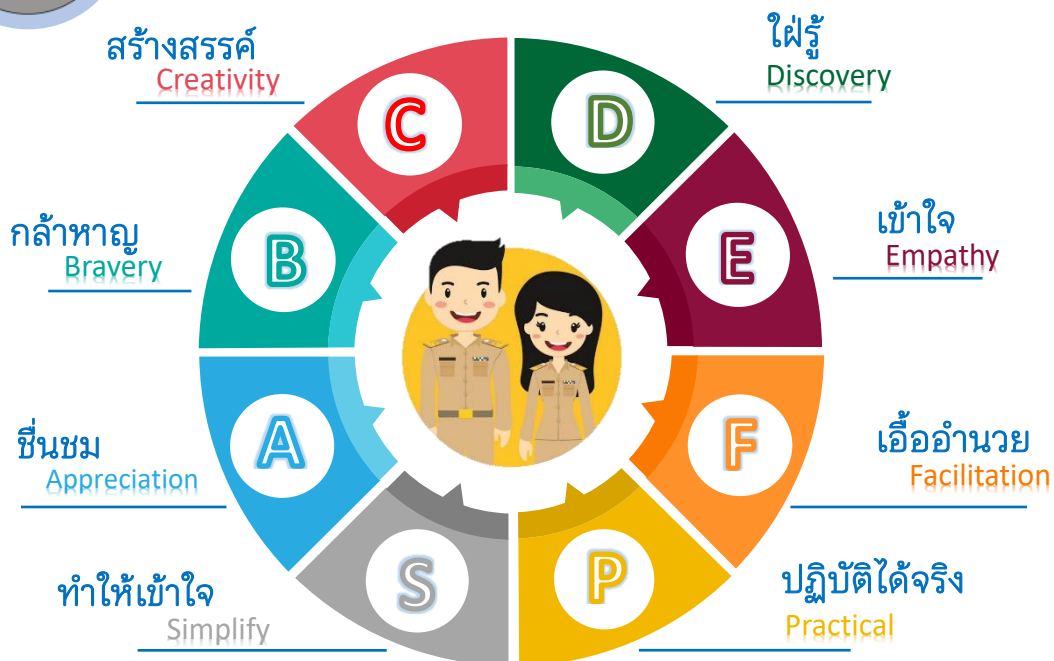 สร้างสรรค์
Creativity
C
ใฝ่รู้
Discovery
D
กล้าหาญ
Bravery
B
เข้าใจ
Empathy
E
ชื่นชม
Appreciation
A
เอื้ออำนวย
Facilitation
F
ทำให้เข้าใจ
Simplify
S
ปฏิบัติได้จริง
Practical
P